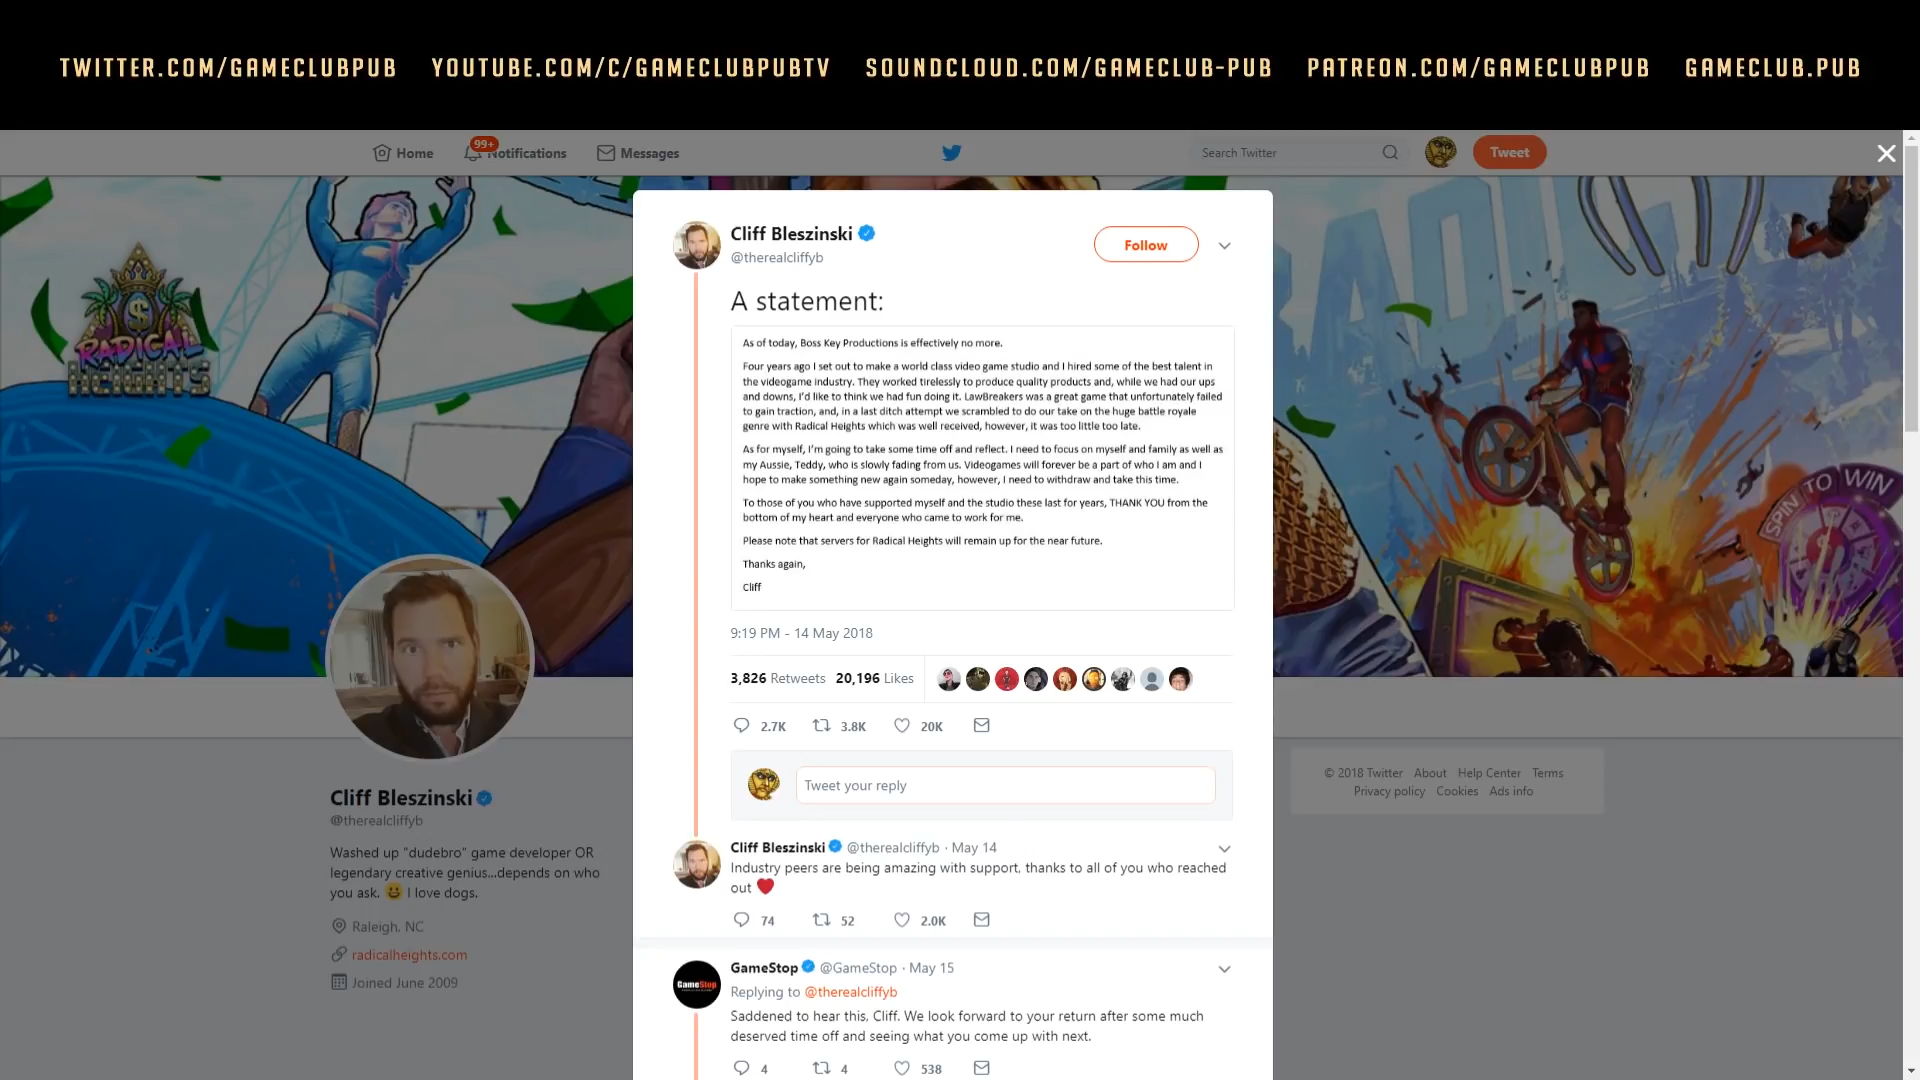 TWITTER.COM/GAMECLUBPUB YOUTUBE.COM/C/GAMECLUBPUBTV SOUNDCLOUD.COM/GAMECLUB-PUB PATREON.COM/GAMECLUBPUB GAMECLUB.PUB
Home 99+ Notifications Messages Search Twitter Tweet
RADICAL
HEIGHTS
SPIN TO WIN
Cliff Bleszinski
@therealcliffyb
Follow
A statement:
As of today, Boss Key Productions is effectively no more.
Four years ago I set out to make a world class video game studio and I hired some of the best talent in
the videogame industry. They worked tirelessly to produce quality products and, while we had our ups
and downs, I'd like to think we had fun doing it. LawBreakers was a great game that unfortunately failed
to gain traction, and, in a last ditch attempt we scrambled to do our take on the huge battle royale
genre with Radical Heights which was well received, however, it was too little too late.
As for myself, I'm going to take some time off and reflect. I need to focus on myself and family as well as
my Aussie, Teddy, who is slowly fading from us. Videogames will forever be a part of who I am and I
hope to make something new again someday, however, I need to withdraw and take this time.
To those of you who have supported myself and the studio these last for years, THANK YOU from the
bottom of my heart and everyone who came to work for me.
Please note that servers for Radical Heights will remain up for the near future.
Thanks again,
Cliff
9:19 PM - 14 May 2018
3,826 Retweets 20,196 Likes
2.7K 3.8K 20K
Tweet your reply
Cliff Bleszinski @therealcliffyb · May 14
Industry peers are being amazing with support, thanks to all of you who reached
out ❤
74 52 2.0K
GameStop
GameStop @GameStop · May 15
Replying to @therealcliffyb
Saddened to hear this, Cliff. We look forward to your return after some much
deserved time off and seeing what you come up with next.
4 4 538
Cliff Bleszinski
@therealcliffyb
Washed up "dudebro" game developer OR
legendary creative genius...depends on who
you ask. 😀 I love dogs.
Raleigh, NC
radicalheights.com
Joined June 2009
© 2018 Twitter About Help Center Terms
Privacy policy Cookies Ads info